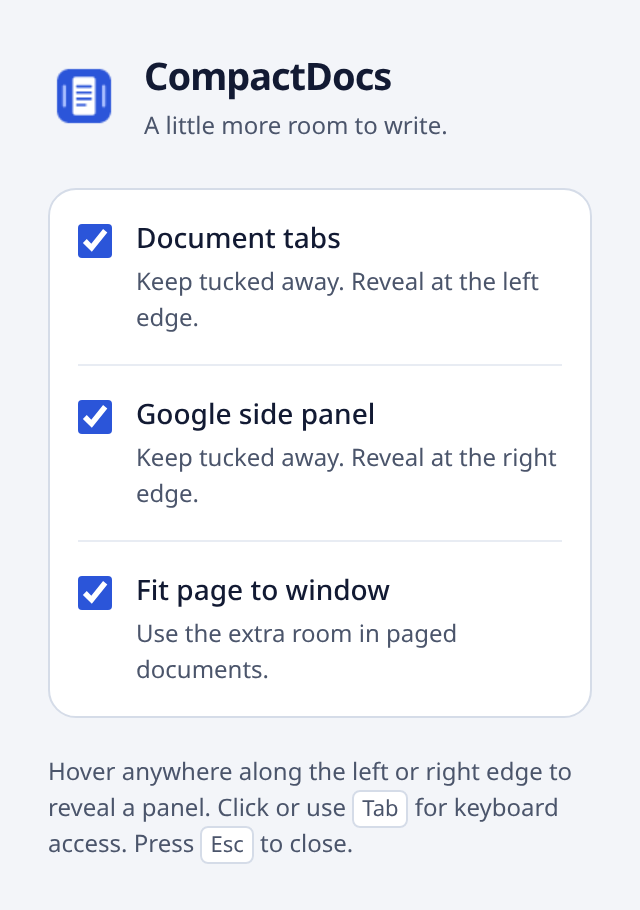 CompactDocs
A little more room to write.
Document tabs
Keep tucked away. Reveal at the left
edge.
Google side panel
Keep tucked away. Reveal at the right
edge.
Fit page to window
Use the extra room in paged
documents.
Hover anywhere along the left or right edge to
reveal a panel. Click or use Tab for keyboard
access. Press Esc to close.